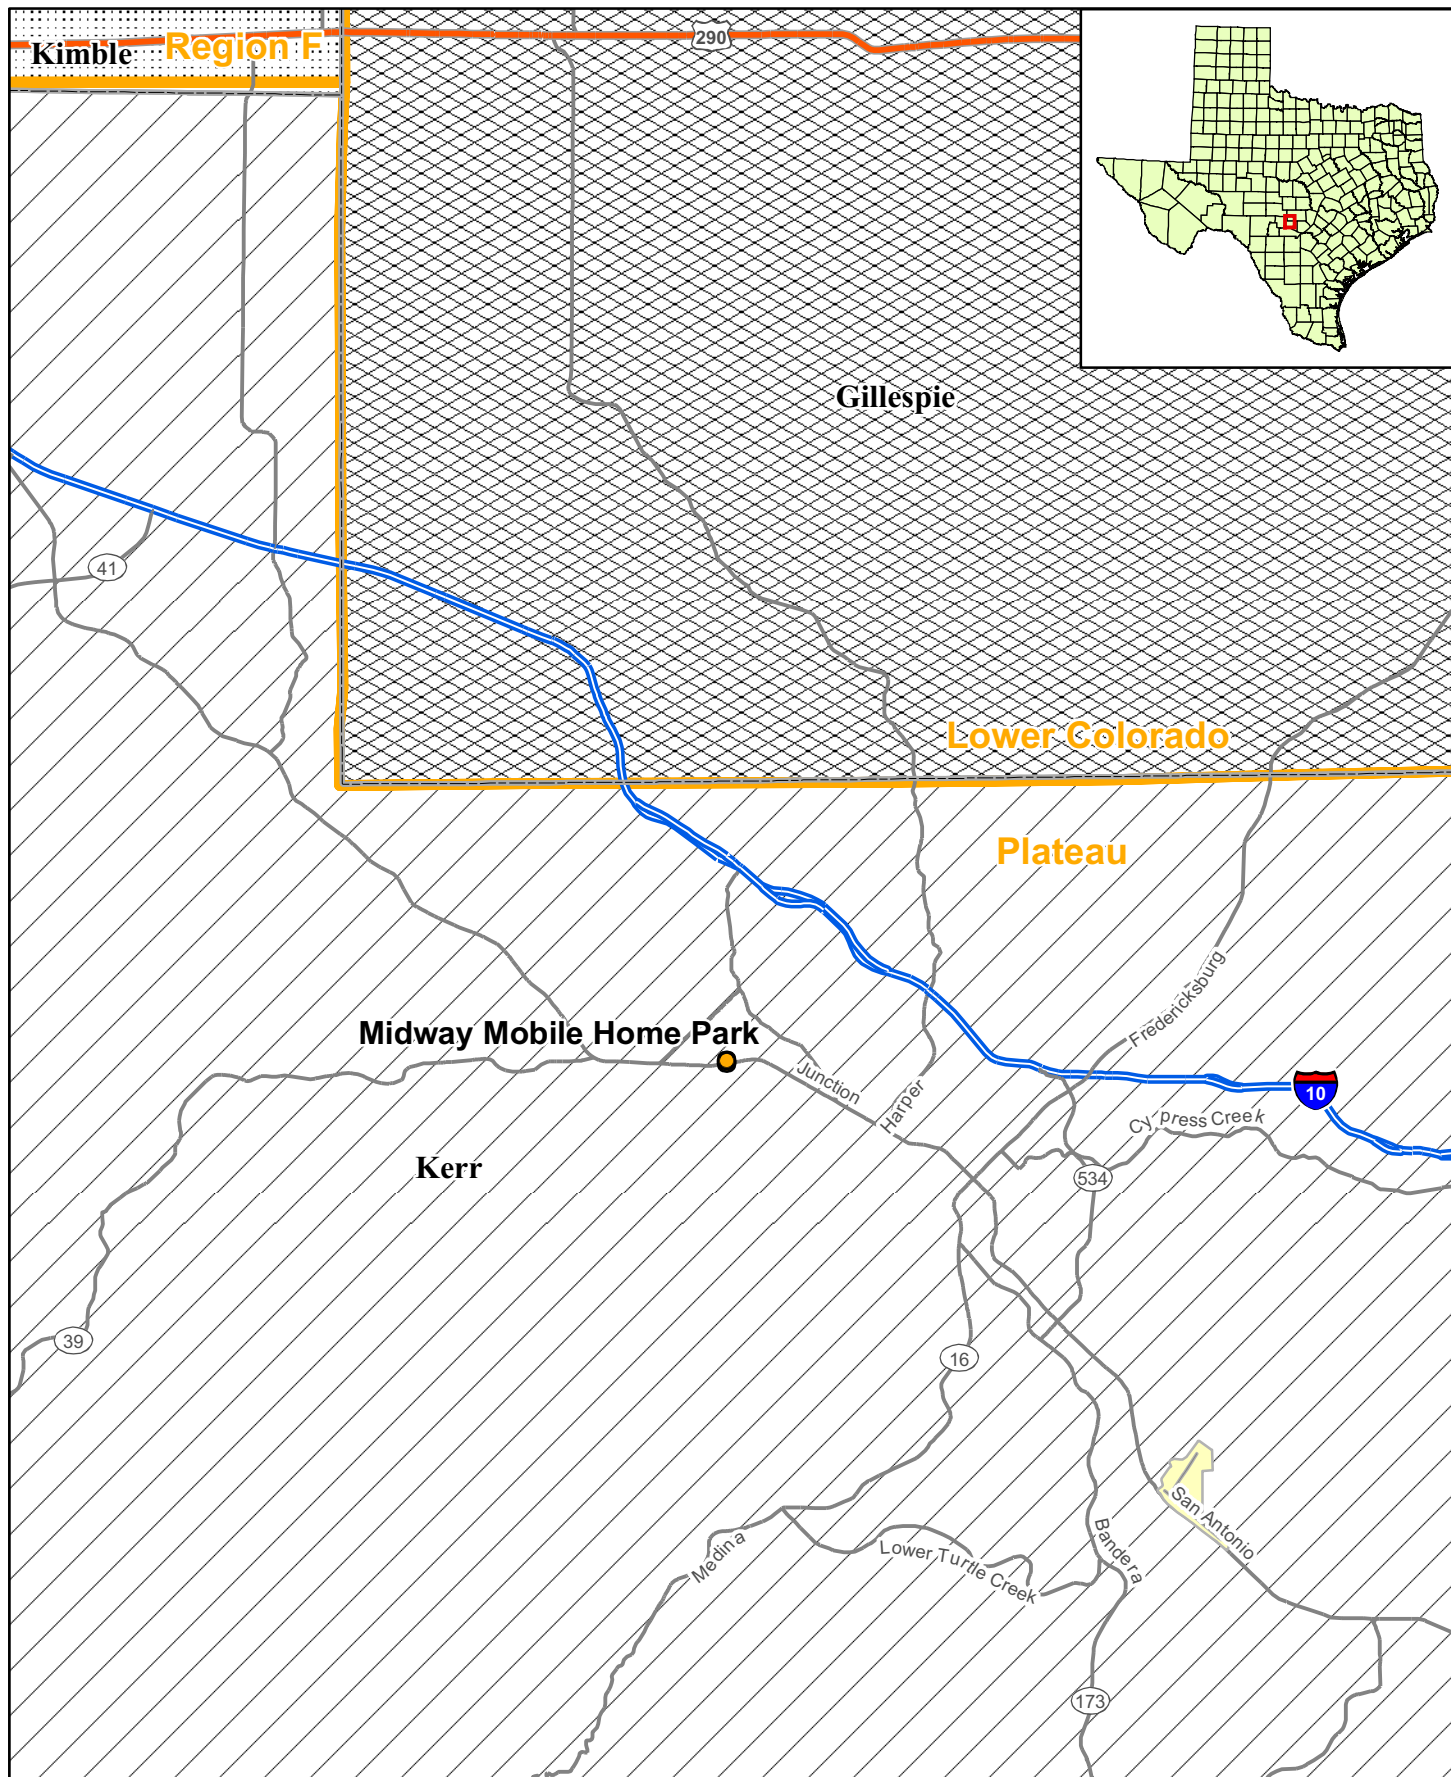 290
Kimble
Region F
Gillespie
41
Lower Colorado
Plateau
Fredericksburg
Midway Mobile Home Park
Junction
Harper
10
Cypress Creek
Kerr
534
39
16
San Antonio
Bandera
Medina
Lower Turtle Creek
173